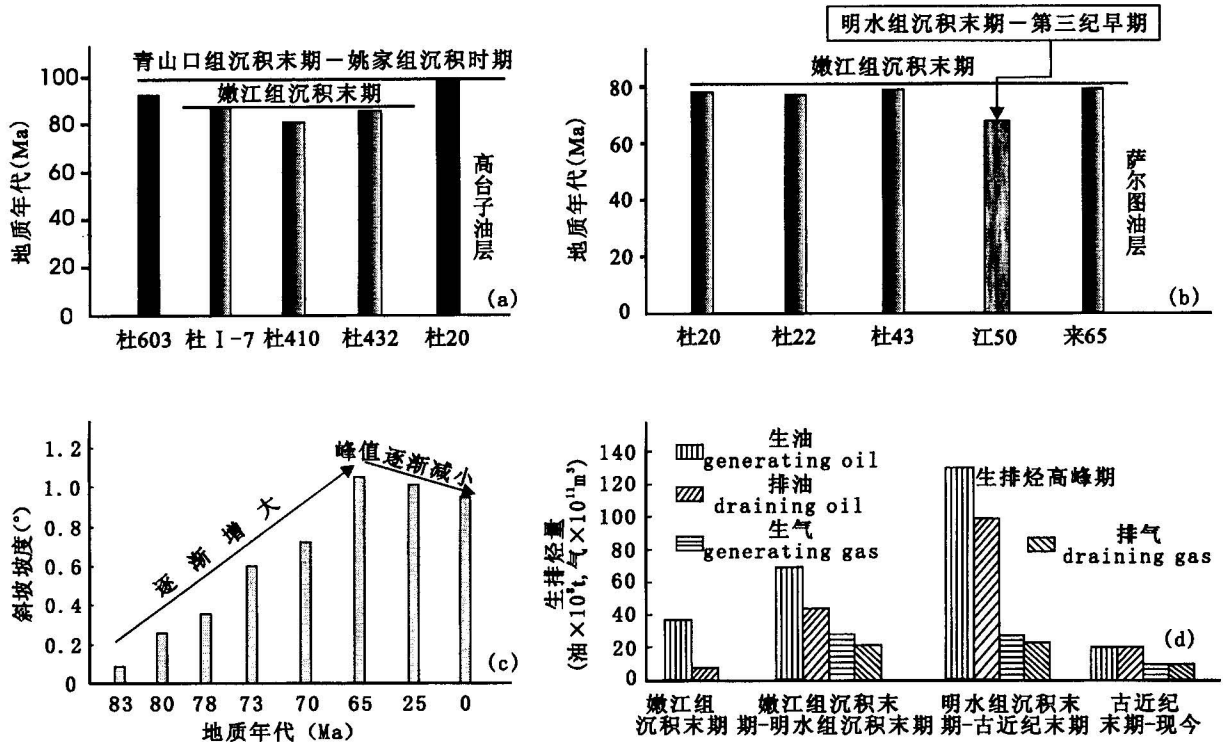 (a)
青山口组沉积末期－姚家组沉积时期
嫩江组沉积末期
地质年代(Ma)
100
80
60
40
20
0
高台子油层
杜603 杜Ⅰ-7 杜410 杜432 杜20
明水组沉积末期－第三纪早期
嫩江组沉积末期
地质年代(Ma)
80
60
40
20
0
萨尔图油层
(b)
杜20 杜22 杜43 江50 来65
斜坡坡度(°)
1.2
1.0
0.8
0.6
0.4
0.2
0
逐渐增大
峰值逐渐减小
(c)
83 80 78 73 70 65 25 0
地质年代 (Ma)
生排烃量
(油×10⁸t,气×10¹¹m³)
140
120
100
80
60
40
20
0
生油
generating oil
排油
draining oil
生气
generating gas
生排烃高峰期
排气
draining gas
(d)
嫩江组 嫩江组沉积末 明水组沉积末 古近纪
沉积末期 期-明水组沉积末期 期-古近纪末期 末期-现今